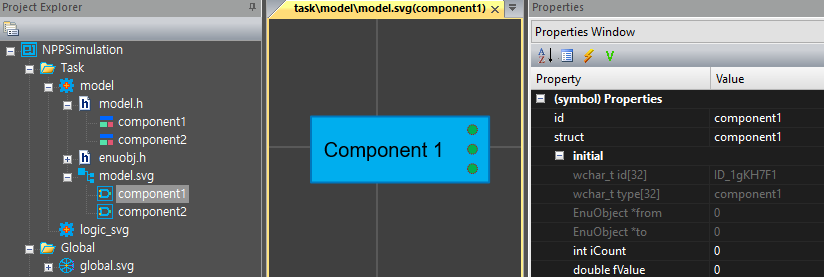 Project Explorer
NPPSimulation
Task
model
model.h
component1
component2
enuobj.h
model.svg
component1
component2
logic_svg
Global
global.svg
task\model\model.svg(component1)
Component 1
Properties
Properties Window
Property Value
(symbol) Properties
id component1
struct component1
initial
wchar_t id[32] ID_1gKH7F1
wchar_t type[32] component1
EnuObject *from 0
EnuObject *to 0
int iCount 0
double fValue 0